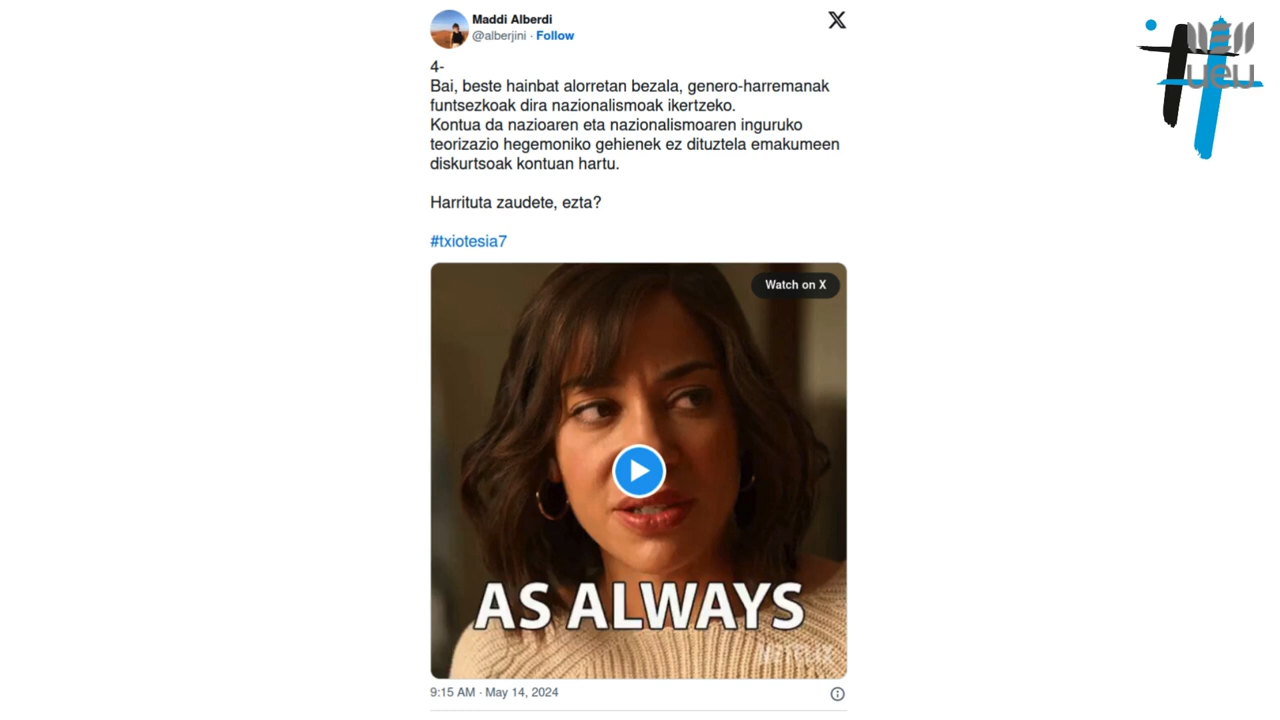 Maddi Alberdi
@alberjini · Follow
4-
Bai, beste hainbat alorretan bezala, genero-harremanak
funtsezkoak dira nazionalismoak ikertzeko.
Kontua da nazioaren eta nazionalismoaren inguruko
teorizazio hegemoniko gehienek ez dituztela emakumeen
diskurtsoak kontuan hartu.
Harrituta zaudete, ezta?
#txiotesia7
Watch on X
AS ALWAYS
NETFLIX
9:15 AM · May 14, 2024
ueu